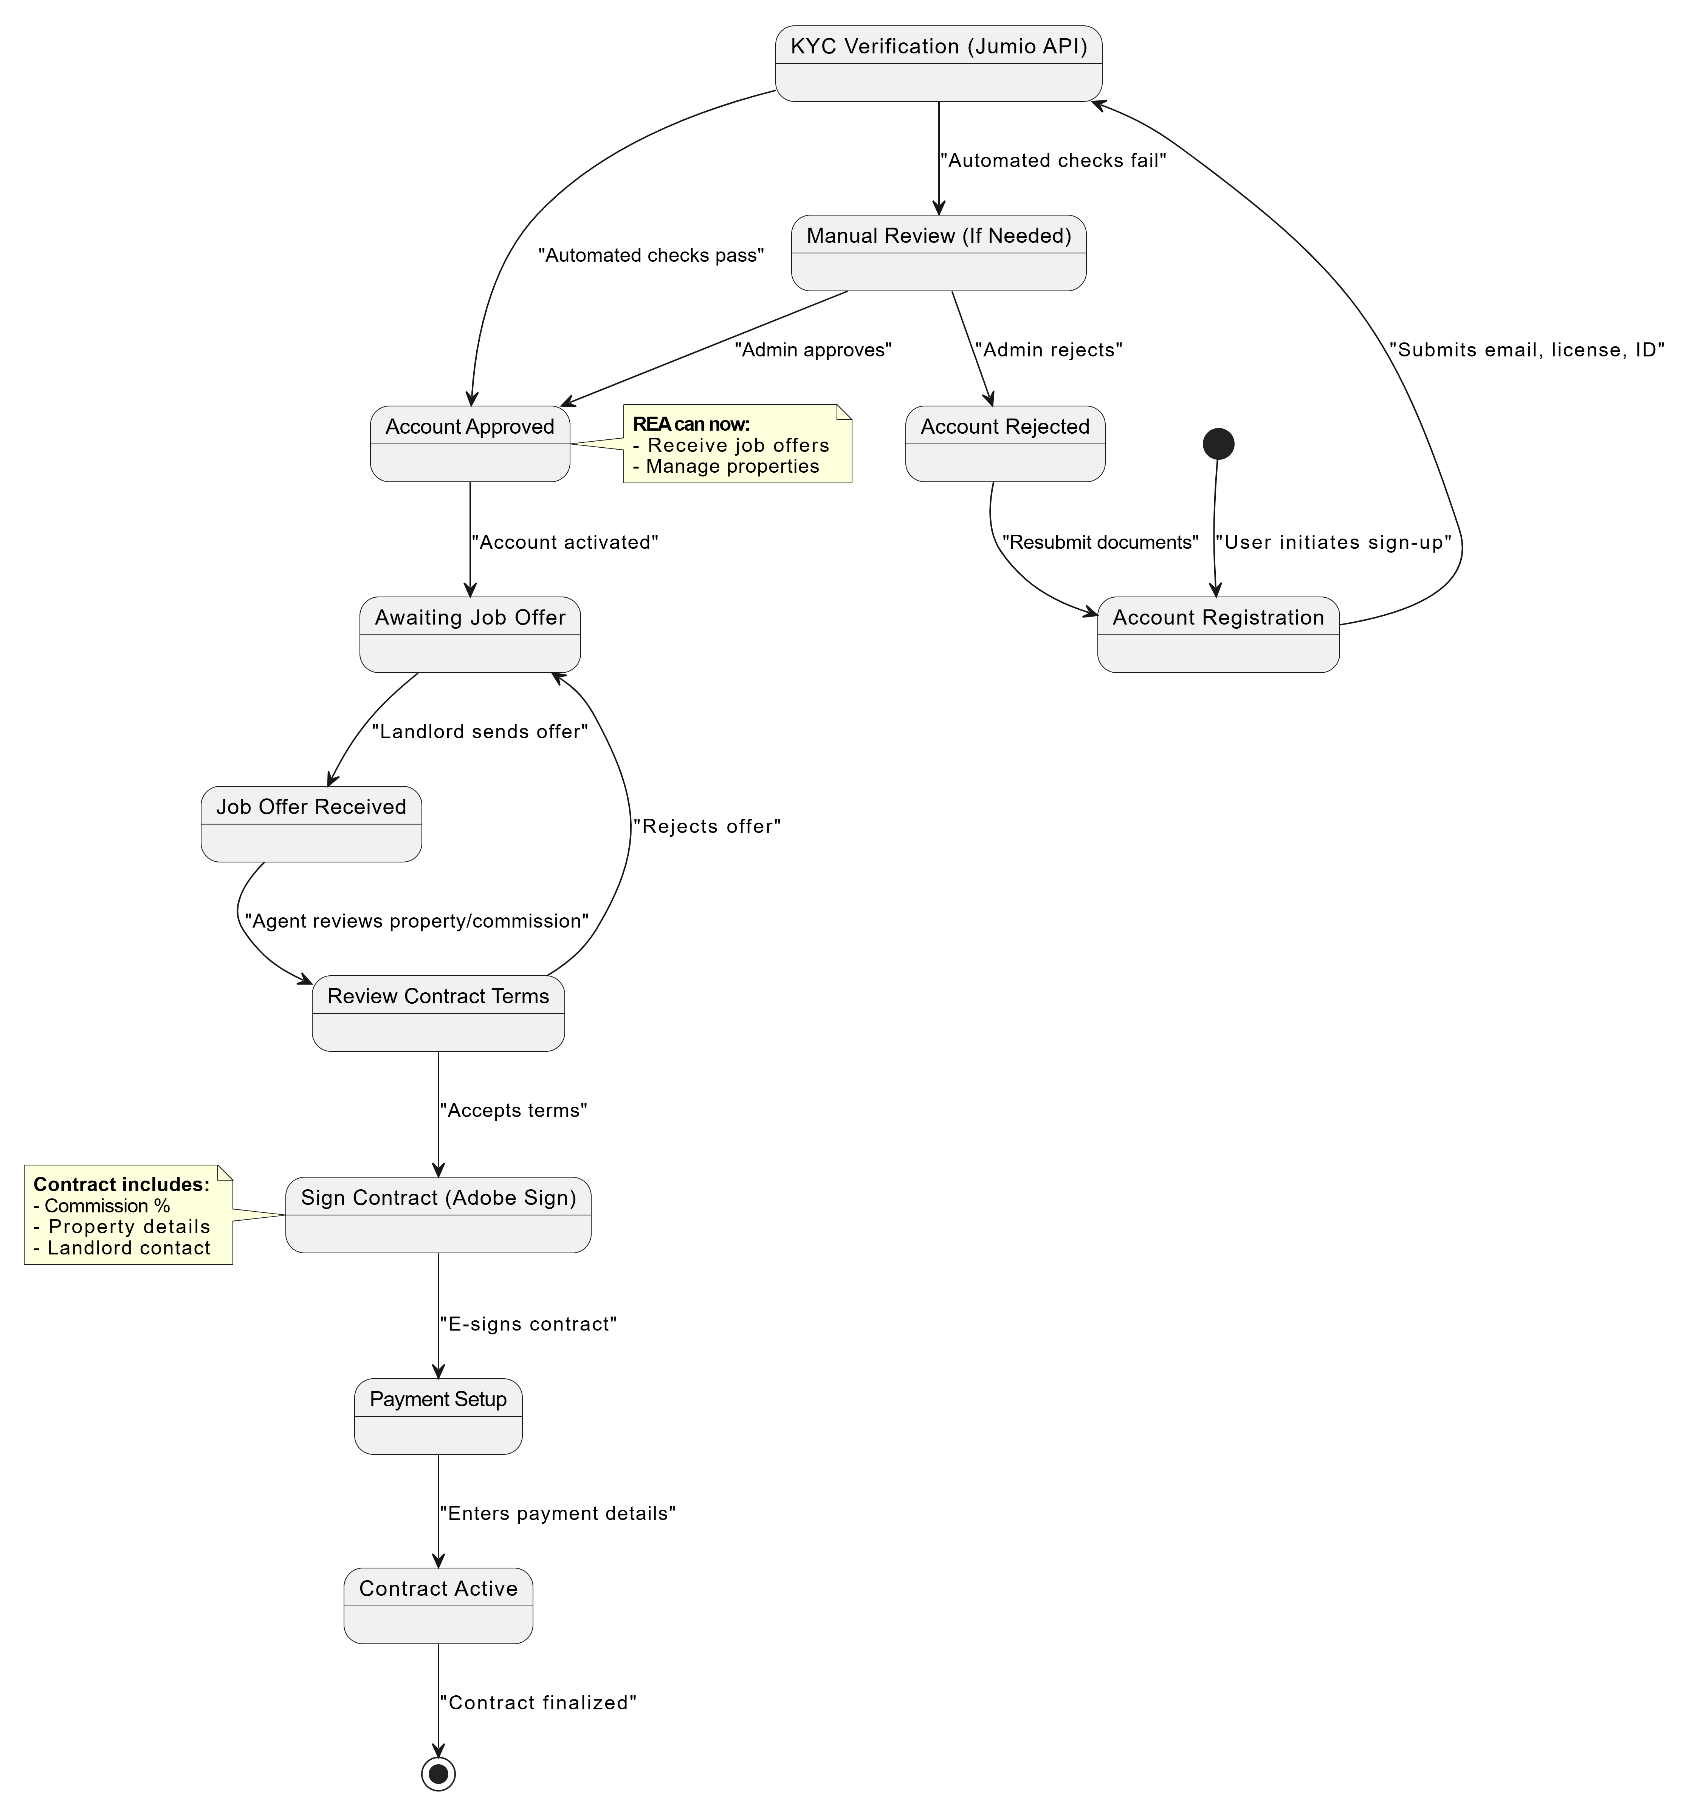 KYC Verification (Jumio API)
"Automated checks fail"
Manual Review (If Needed)
"Automated checks pass"
"Admin approves"
"Admin rejects"
"Submits email, license, ID"
Account Approved
REA can now:
- Receive job offers
- Manage properties
Account Rejected
"Account activated"
"Resubmit documents"
"User initiates sign-up"
Awaiting Job Offer
Account Registration
"Landlord sends offer"
Job Offer Received
"Rejects offer"
"Agent reviews property/commission"
Review Contract Terms
"Accepts terms"
Contract includes:
- Commission %
- Property details
- Landlord contact
Sign Contract (Adobe Sign)
"E-signs contract"
Payment Setup
"Enters payment details"
Contract Active
"Contract finalized"